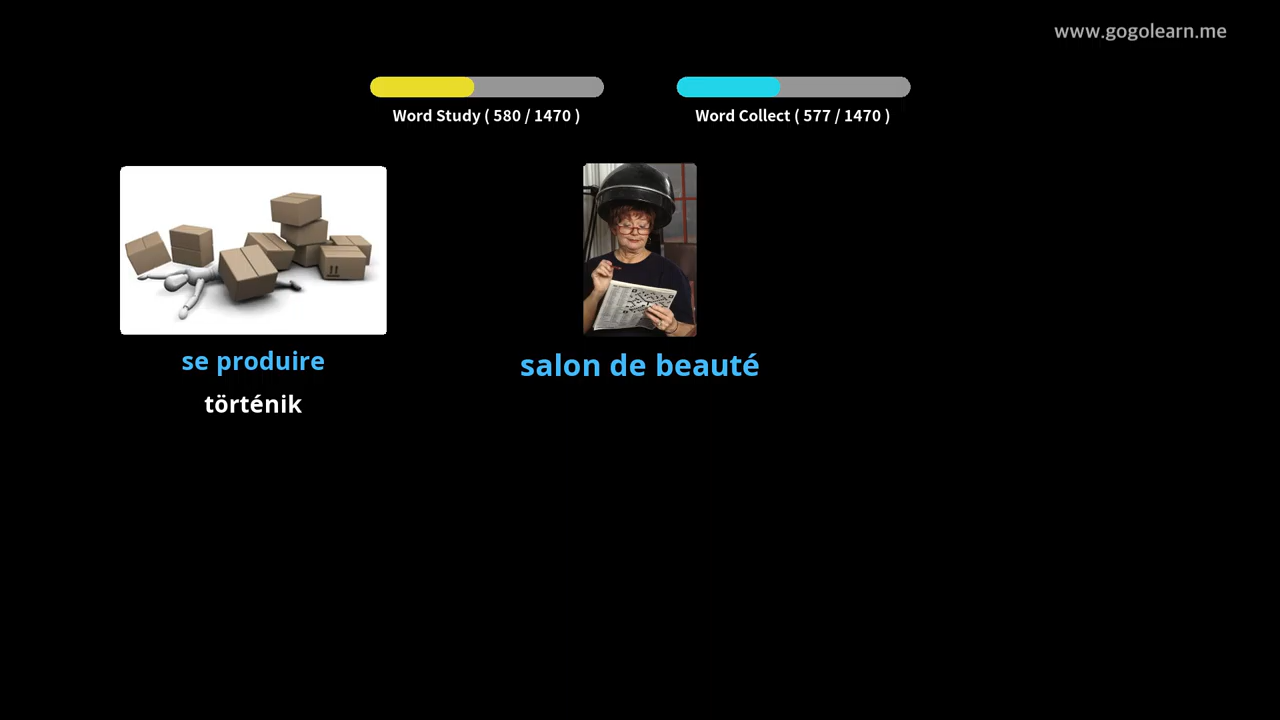 www.gogolearn.me
Word Study ( 580 / 1470 )
Word Collect ( 577 / 1470 )
se produire
történik
salon de beauté